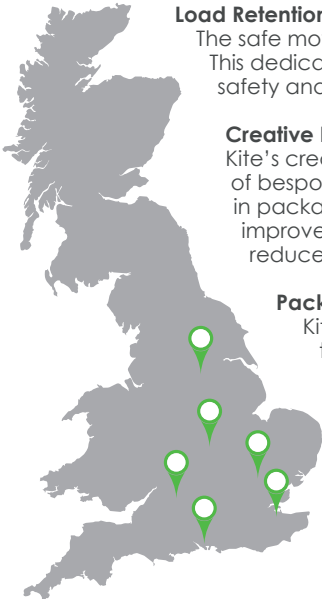 Load Retention
The safe mo
This dedica
safety and
Creative
Kite's crea
of bespo
in packa
improve
reduce
Pack
Ki
t